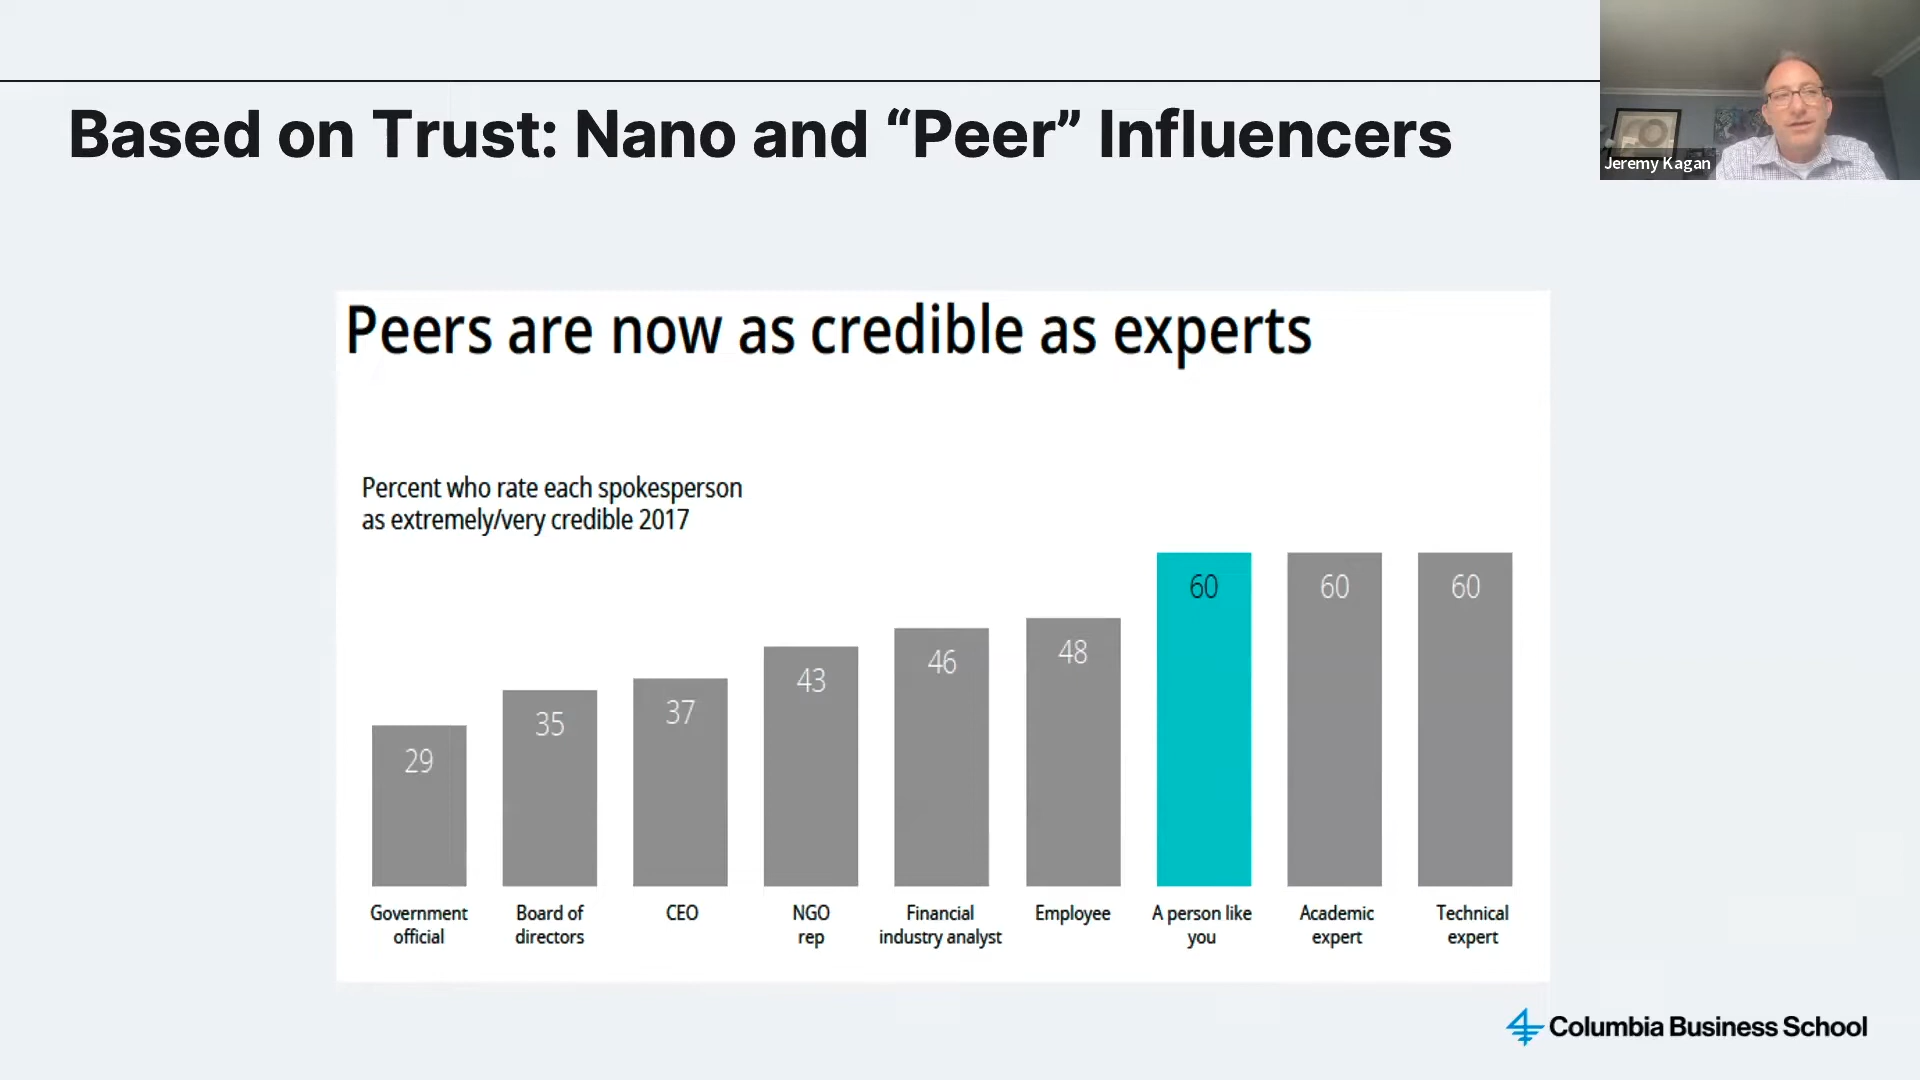 Based on Trust: Nano and “Peer” Influencers
Jeremy Kagan
Peers are now as credible as experts
Percent who rate each spokesperson
as extremely/very credible 2017
29
35
37
43
46
48
60
60
60
Government
official
Board of
directors
CEO
NGO
rep
Financial
industry analyst
Employee
A person like
you
Academic
expert
Technical
expert
Columbia Business School